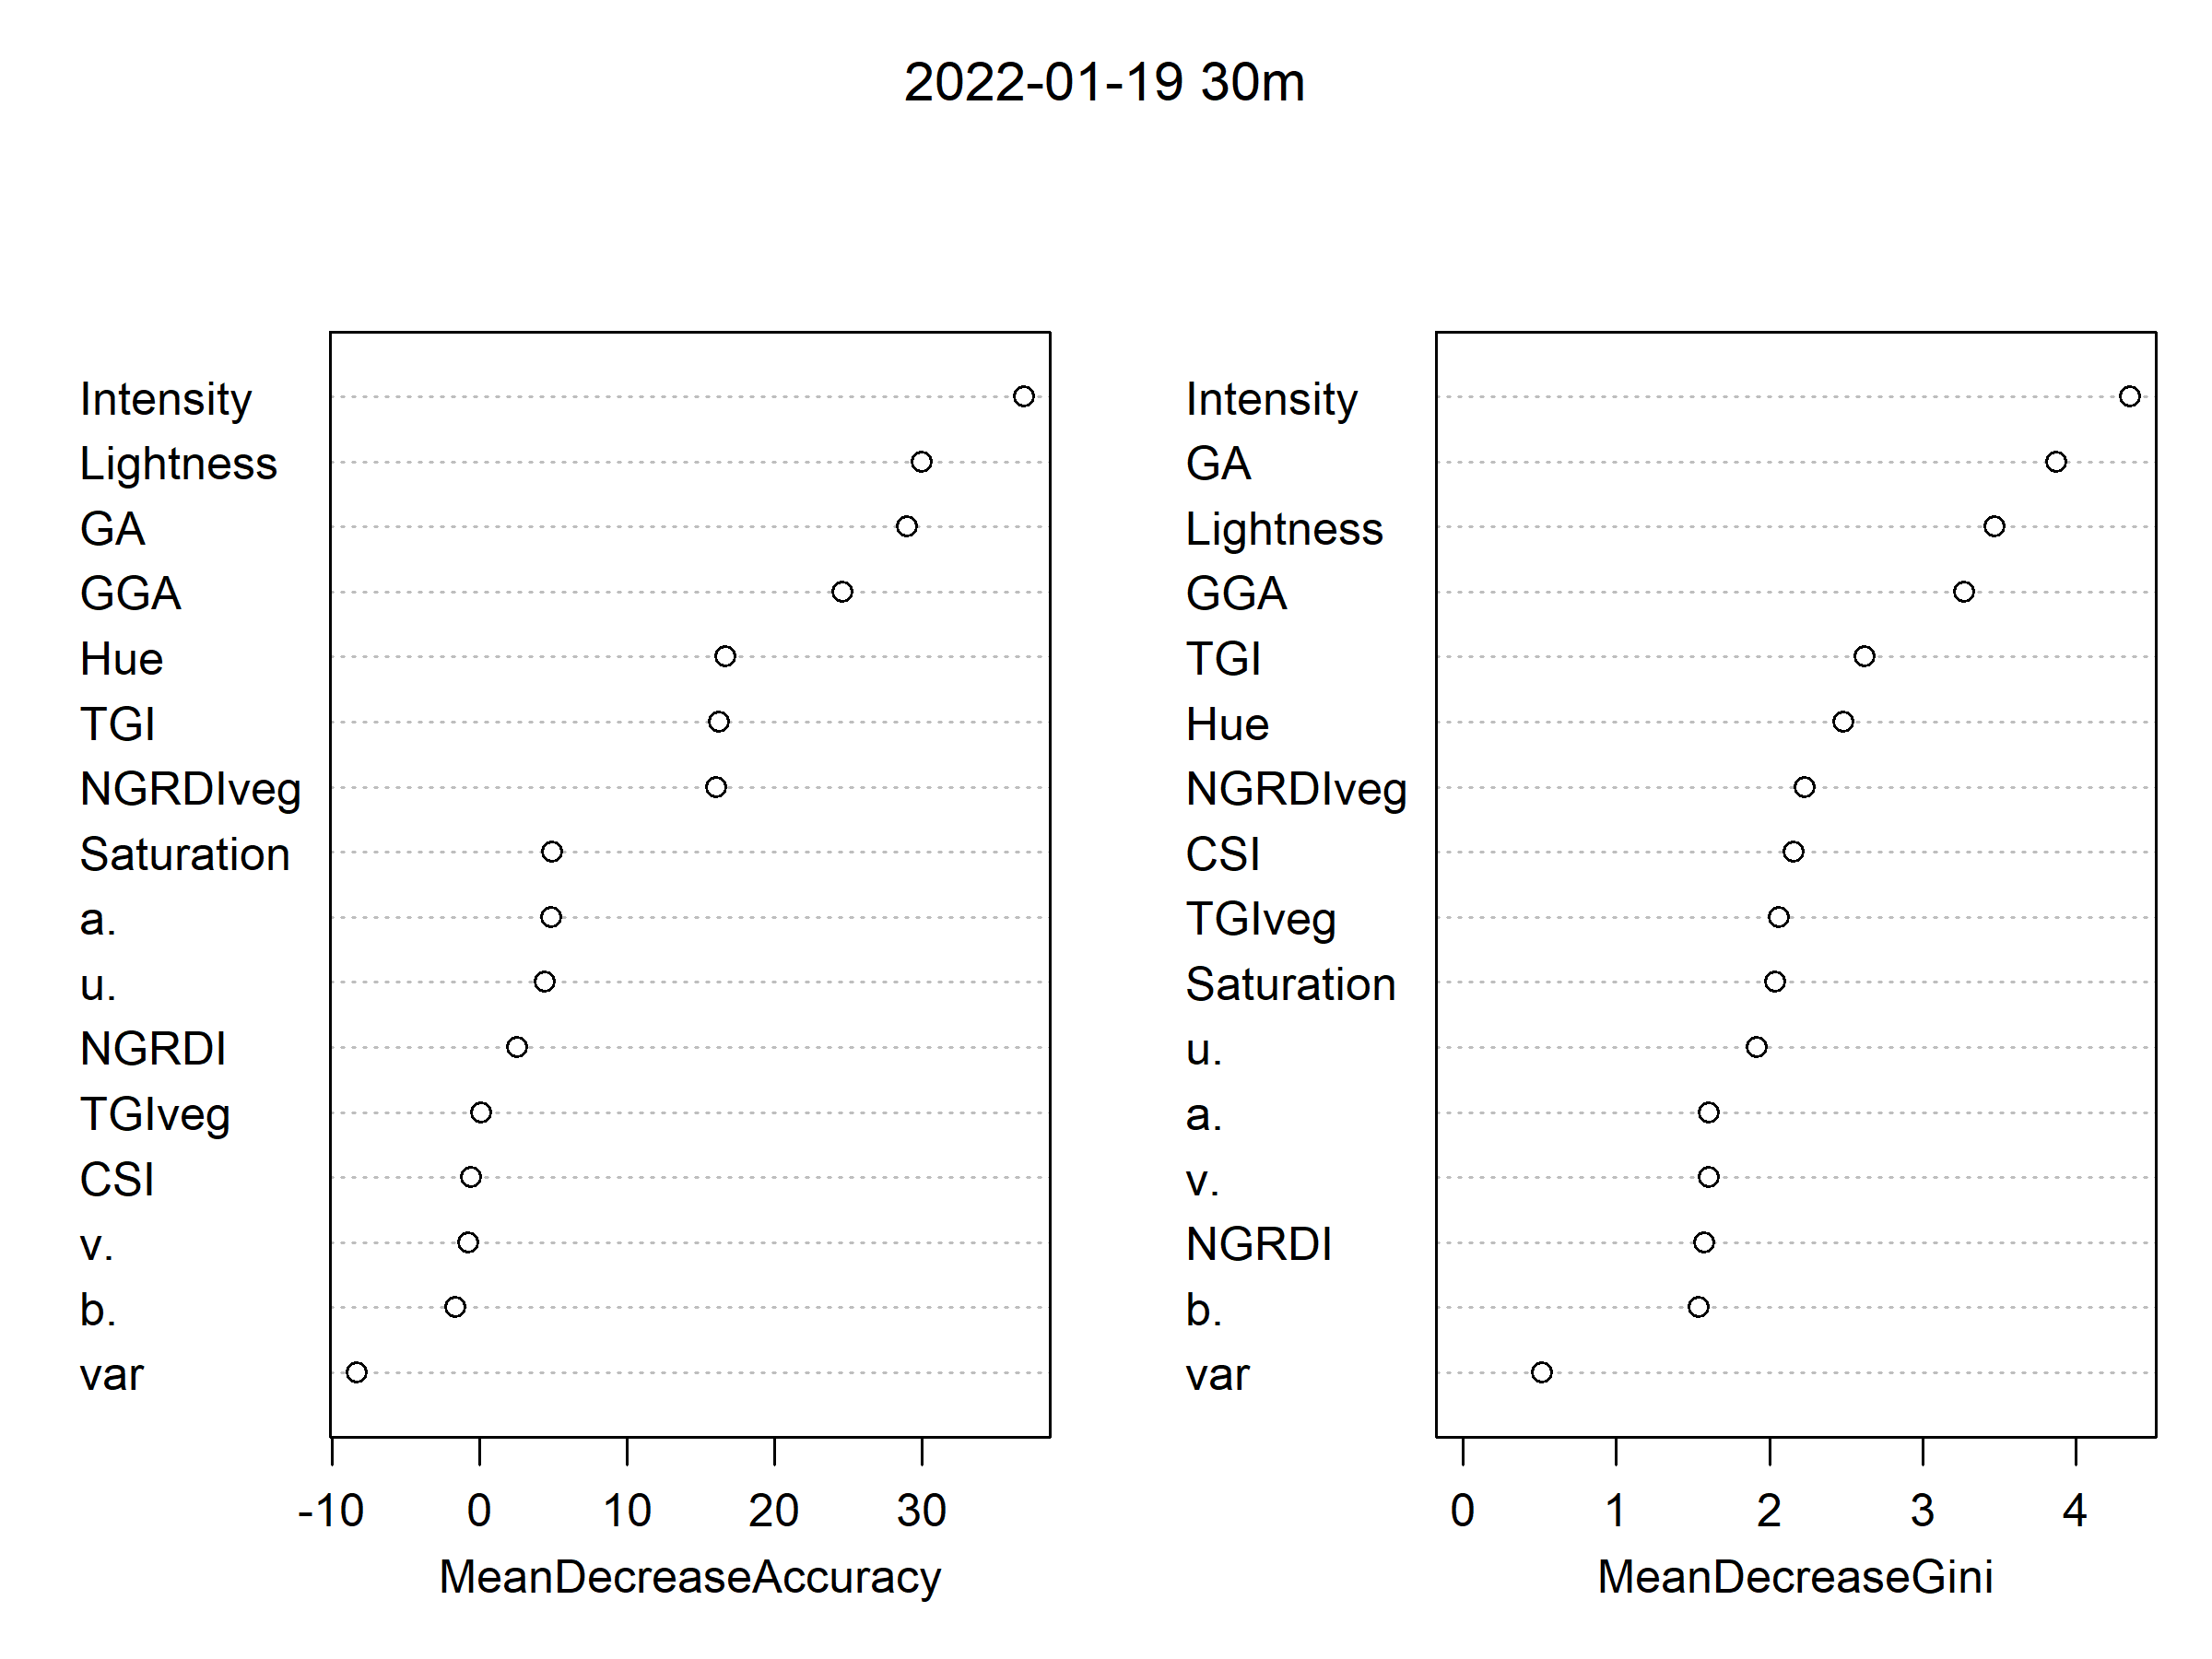 2022-01-19 30m
Intensity
Lightness
GA
GGA
Hue
TGI
NGRDIveg
Saturation
a.
u.
NGRDI
TGIveg
CSI
v.
b.
var
-10 0 10 20 30
MeanDecreaseAccuracy
Intensity
GA
Lightness
GGA
TGI
Hue
NGRDIveg
CSI
TGIveg
Saturation
u.
a.
v.
NGRDI
b.
var
0 1 2 3 4
MeanDecreaseGini